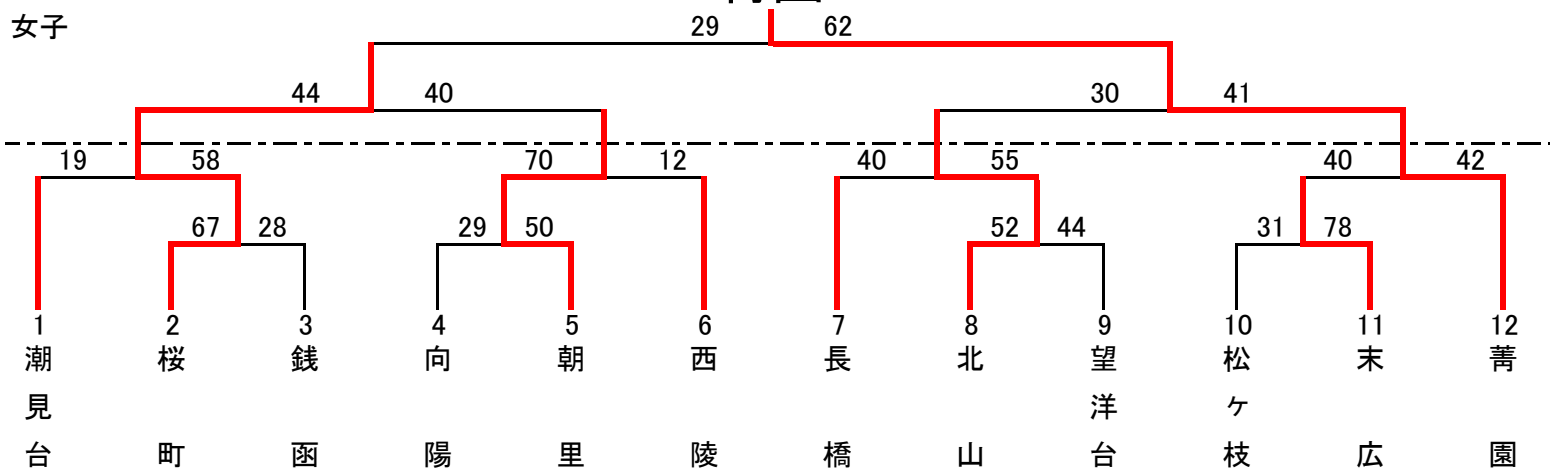 女子
29 62
44 40 30 41
19 58 70 12 40 55 40 42
67 28 29 50 52 44 31 78
1 2 3 4 5 6 7 8 9 10 11 12
潮見台
桜町
銭函
向陽
朝里
西陵
長橋
北山
望洋台
松ヶ枝
末広
菁園